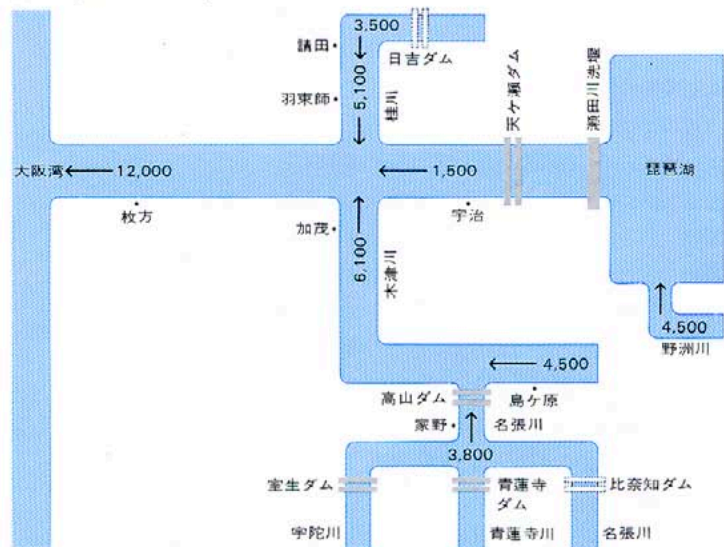 3,500
請田
日吉ダム
羽束師
5,100
桂川
天ケ瀬ダム
瀬田川洗堰
大阪湾
12,000
1,500
琵琶湖
枚方
宇治
加茂
6,100
木津川
4,500
野洲川
4,500
高山ダム
島ケ原
家野
名張川
3,800
室生ダム
青蓮寺
ダム
比奈知ダム
宇陀川
青蓮寺川
名張川